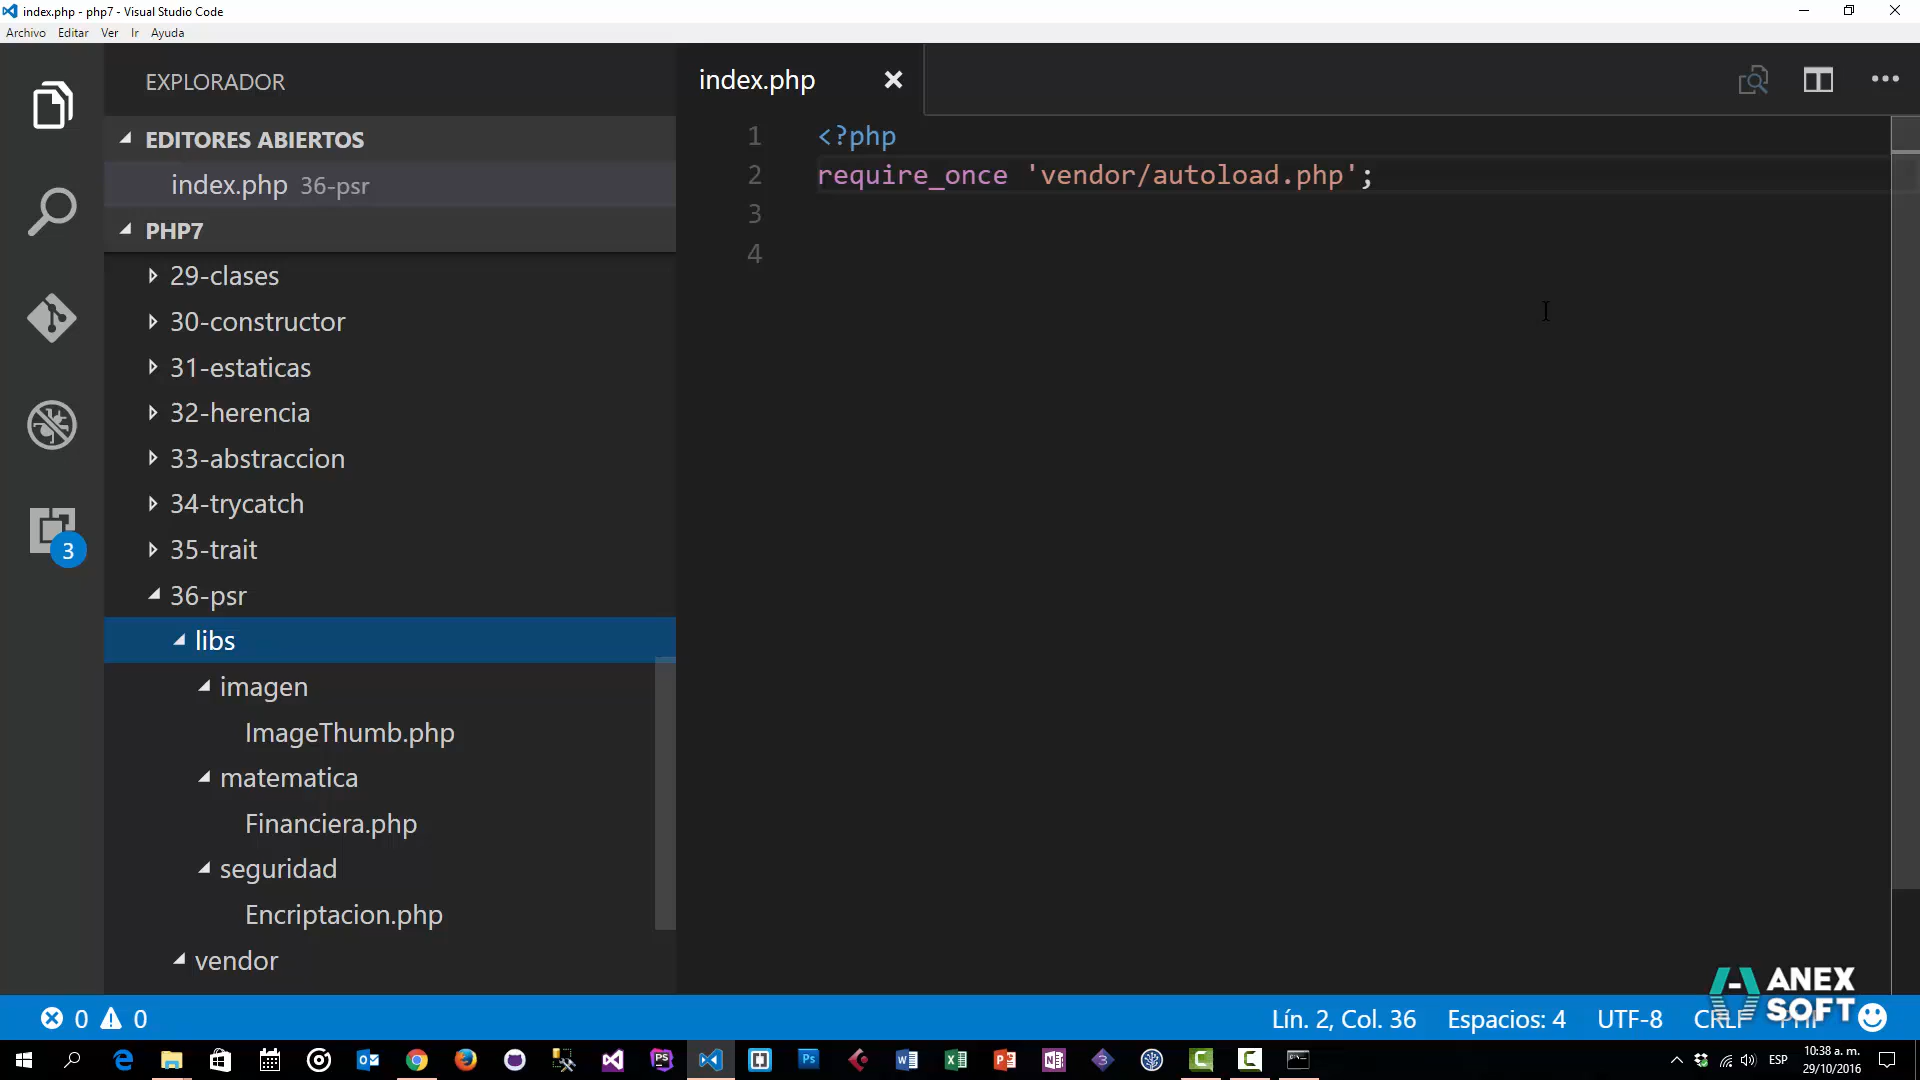 index.php - php7 - Visual Studio Code
Archivo Editar Ver Ir Ayuda
EXPLORADOR
EDITORES ABIERTOS
index.php 36-psr
PHP7
29-clases
30-constructor
31-estaticas
32-herencia
33-abstraccion
34-trycatch
35-trait
36-psr
libs
imagen
ImageThumb.php
matematica
Financiera.php
seguridad
Encriptacion.php
vendor
3
index.php
1 <?php
2 require_once 'vendor/autoload.php';
3
4
ANEX
SOFT
0 0
Lín. 2, Col. 36 Espacios: 4 UTF-8 CRLF PHP
ESP
10:38 a. m.
29/10/2016